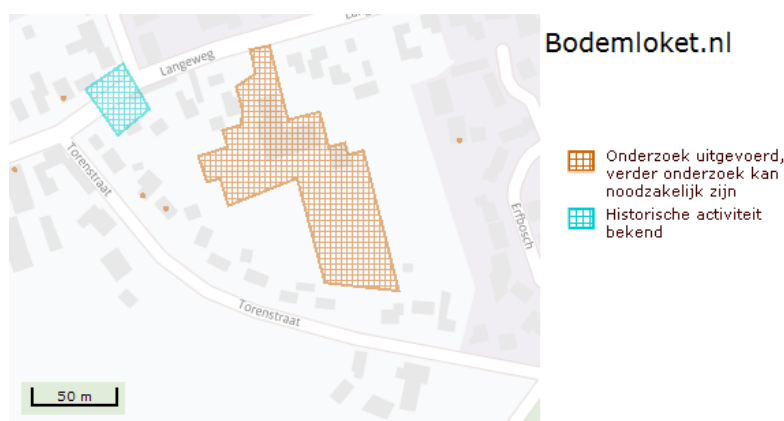 Bodemloket.nl
Langeweg
Torenstraat
Torenstraat
Erfbosch
50 m
Onderzoek uitgevoerd,
verder onderzoek kan
noodzakelijk zijn
Historische activiteit
bekend